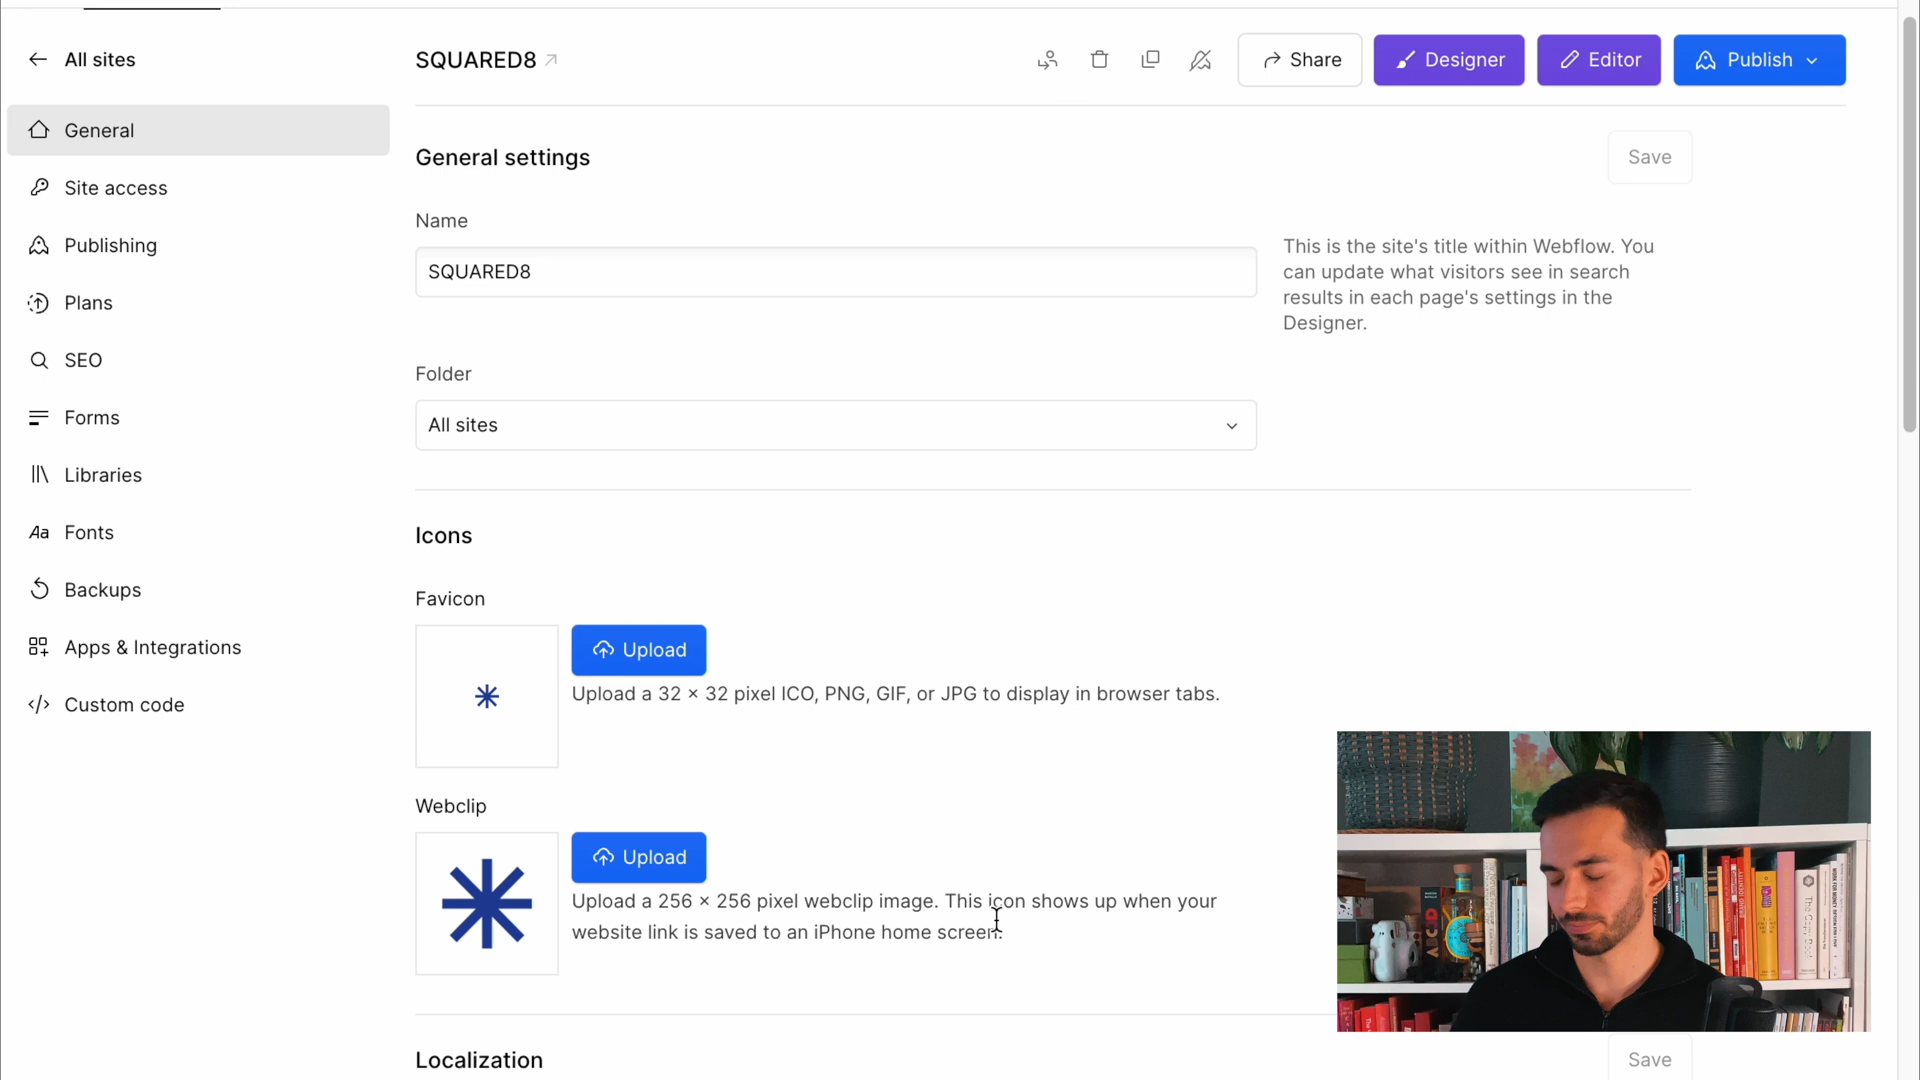 All sites
SQUARED8
Share
Designer
Editor
Publish
General
Site access
Publishing
Plans
SEO
Forms
Libraries
Aa Fonts
Backups
Apps & Integrations
</> Custom code
General settings
Save
Name
SQUARED8
This is the site's title within Webflow. You
can update what visitors see in search
results in each page's settings in the
Designer.
Folder
All sites
Icons
Favicon
Upload
Upload a 32 × 32 pixel ICO, PNG, GIF, or JPG to display in browser tabs.
Webclip
Upload
Upload a 256 × 256 pixel webclip image. This icon shows up when your
website link is saved to an iPhone home screen.
Localization
Save
ACID